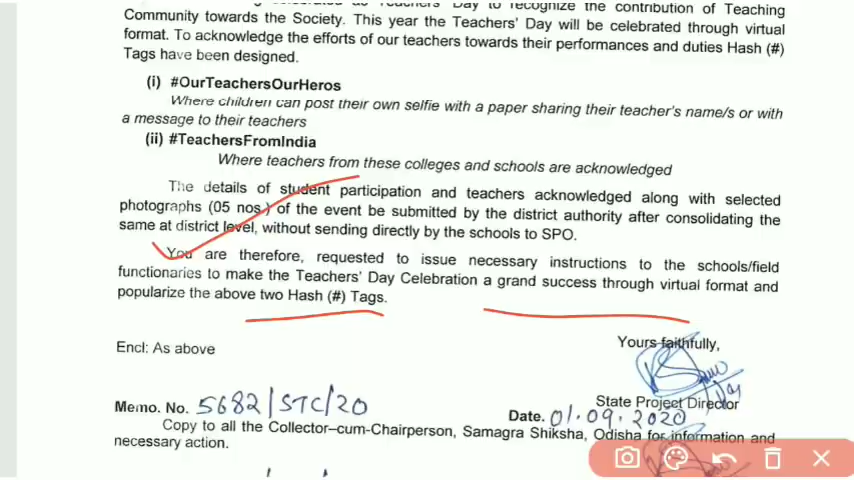 Day to recognize the contribution of Teaching
Community towards the Society. This year the Teachers' Day will be celebrated through virtual
format. To acknowledge the efforts of our teachers towards their performances and duties Hash (#)
Tags have been designed.
(i) #OurTeachersOurHeros
Where children can post their own selfie with a paper sharing their teacher's name/s or with
a message to their teachers
(ii) #TeachersFromIndia
Where teachers from these colleges and schools are acknowledged
The details of student participation and teachers acknowledged along with selected
photographs (05 nos.) of the event be submitted by the district authority after consolidating the
same at district level, without sending directly by the schools to SPO.
You are therefore, requested to issue necessary instructions to the schools/field
functionaries to make the Teachers' Day Celebration a grand success through virtual format and
popularize the above two Hash (#) Tags.
Yours faithfully,
Encl: As above
State Project Director
Memo. No. 5682/STC/20 Date. 01.09.2020
Copy to all the Collector-cum-Chairperson, Samagra Shiksha, Odisha for information and
necessary action.